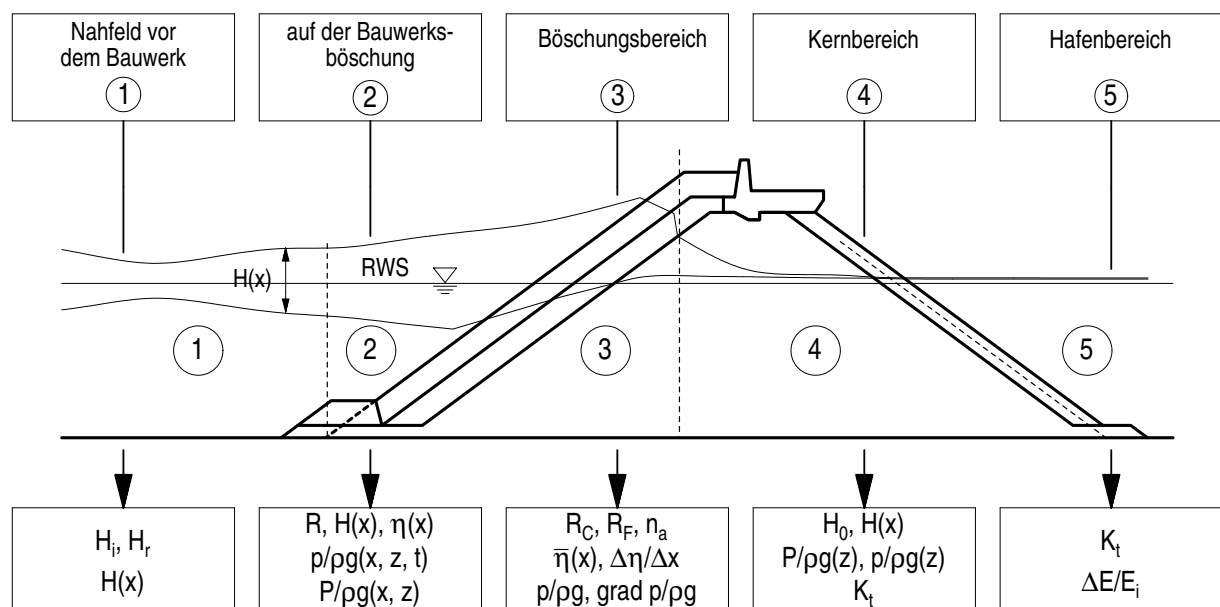 Nahfeld vor
dem Bauwerk
1
auf der Bauwerks-
böschung
2
Böschungsbereich
3
Kernbereich
4
Hafenbereich
5
H(x)
RWS
1
2
3
4
5
Hᵢ, Hᵣ
H(x)
R, H(x), η(x)
p/ρg(x, z, t)
P/ρg(x, z)
R_C, R_F, nₐ
η̅(x), Δη/Δx
p/ρg, grad p/ρg
H₀, H(x)
P/ρg(z), p/ρg(z)
Kₜ
Kₜ
ΔE/Eᵢ